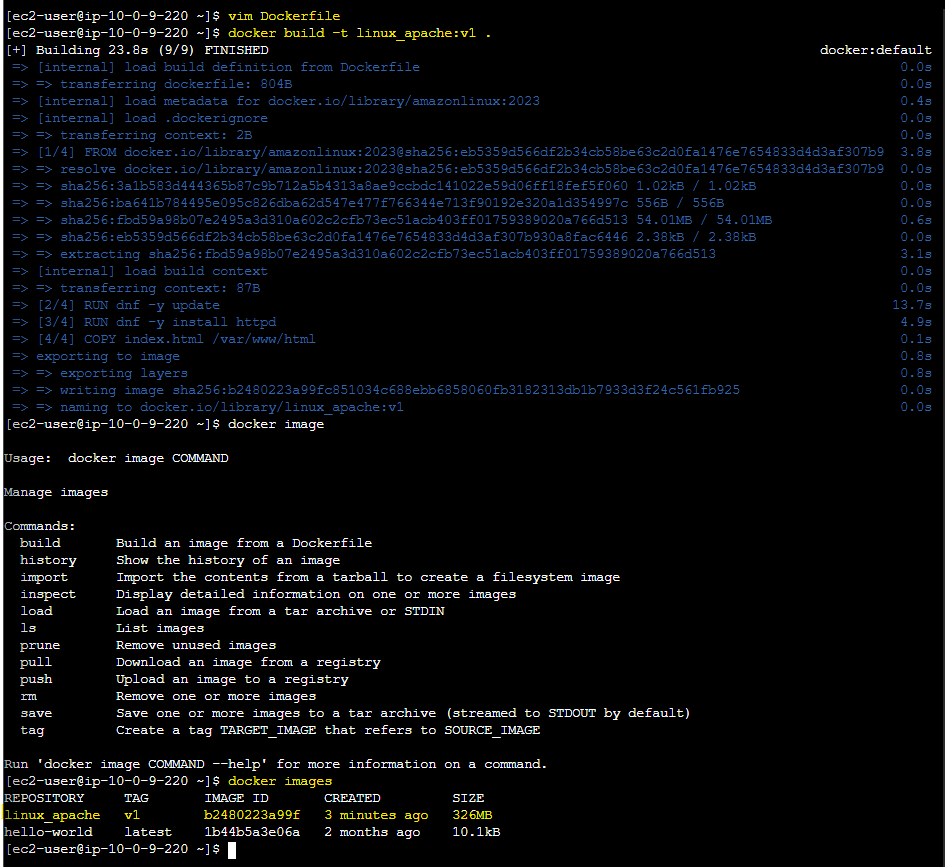 [ec2-user@ip-10-0-9-220 ~]$ vim Dockerfile
[ec2-user@ip-10-0-9-220 ~]$ docker build -t linux_apache:v1 .
[+] Building 23.8s (9/9) FINISHED docker:default
=> [internal] load build definition from Dockerfile 0.0s
=> => transferring dockerfile: 804B 0.0s
=> [internal] load metadata for docker.io/library/amazonlinux:2023 0.4s
=> [internal] load .dockerignore 0.0s
=> => transferring context: 2B 0.0s
=> [1/4] FROM docker.io/library/amazonlinux:2023@sha256:eb5359d566df2b34cb58be63c2d0fa1476e7654833d4d3af307b9 3.8s
=> => resolve docker.io/library/amazonlinux:2023@sha256:eb5359d566df2b34cb58be63c2d0fa1476e7654833d4d3af307b9 0.0s
=> => sha256:3a1b583d444365b87c9b712a5b4313a8ae9ccbdc141022e59d06ff18fef5f060 1.02kB / 1.02kB 0.0s
=> => sha256:ba641b784495e095c826dba62d547e477f766344e713f90192e320a1d354997c 556B / 556B 0.0s
=> => sha256:fbd59a98b07e2495a3d310a602c2cfb73ec51acb403ff01759389020a766d513 54.01MB / 54.01MB 0.6s
=> => sha256:eb5359d566df2b34cb58be63c2d0fa1476e7654833d4d3af307b930a8fac6446 2.38kB / 2.38kB 0.0s
=> => extracting sha256:fbd59a98b07e2495a3d310a602c2cfb73ec51acb403ff01759389020a766d513 3.1s
=> [internal] load build context 0.0s
=> => transferring context: 87B 0.0s
=> [2/4] RUN dnf -y update 13.7s
=> [3/4] RUN dnf -y install httpd 4.9s
=> [4/4] COPY index.html /var/www/html 0.1s
=> exporting to image 0.8s
=> => exporting layers 0.8s
=> => writing image sha256:b2480223a99fc851034c688ebb6858060fb3182313db1b7933d3f24c561fb925 0.0s
=> => naming to docker.io/library/linux_apache:v1 0.0s
[ec2-user@ip-10-0-9-220 ~]$ docker image
Usage:  docker image COMMAND
Manage images
Commands:
build       Build an image from a Dockerfile
history     Show the history of an image
import      Import the contents from a tarball to create a filesystem image
inspect     Display detailed information on one or more images
load        Load an image from a tar archive or STDIN
ls          List images
prune       Remove unused images
pull        Download an image from a registry
push        Upload an image to a registry
rm          Remove one or more images
save        Save one or more images to a tar archive (streamed to STDOUT by default)
tag         Create a tag TARGET_IMAGE that refers to SOURCE_IMAGE
Run 'docker image COMMAND --help' for more information on a command.
[ec2-user@ip-10-0-9-220 ~]$ docker images
REPOSITORY     TAG       IMAGE ID       CREATED         SIZE
linux_apache   v1        b2480223a99f   3 minutes ago   326MB
hello-world    latest    1b44b5a3e06a   2 months ago    10.1kB
[ec2-user@ip-10-0-9-220 ~]$